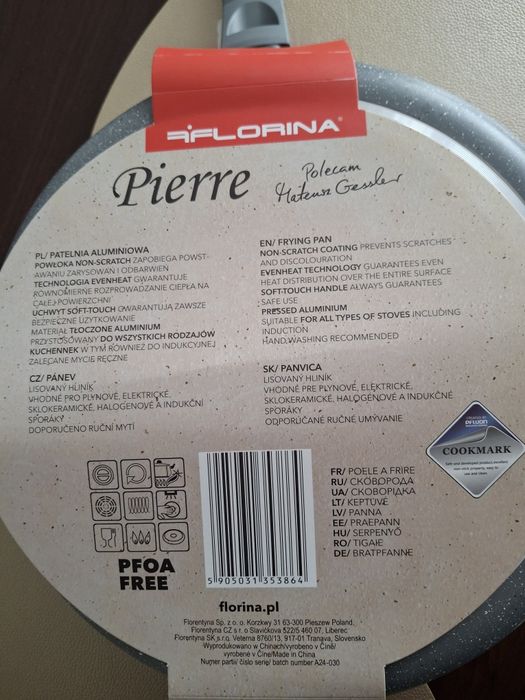 FLORINA
Pierre
Polecam
Mateusz Gessler
PL/ PATELNIA ALUMINIOWA
POWŁOKA NON-SCRATCH ZAPOBIEGA POWST-
AWANIU ZARYSOWAŃ I ODBARWIEŃ
TECHNOLOGIA EVENHEAT GWARANTUJE
RÓWNOMIERNE ROZPROWADZANIE CIEPŁA NA
CAŁEJ POWIERZCHNI
UCHWYT SOFT-TOUCH GWARANTUJĄ ZAWSZE
BEZPIECZNE UŻYTKOWANIE
MATERIAŁ TŁOCZONE ALUMINIUM
PRZYSTOSOWANY DO WSZYSTKICH RODZAJÓW
KUCHENNEK W TYM RÓWNIEŻ DO INDUKCYJNEJ
ZALECANE MYCIE RĘCZNE
EN/ FRYING PAN
NON-SCRATCH COATING PREVENTS SCRATCHES
AND DISCOLOURATION
EVENHEAT TECHNOLOGY GUARANTEES EVEN
HEAT DISTRIBUTION OVER THE ENTIRE SURFACE
SOFT-TOUCH HANDLE ALWAYS GUARANTEES
SAFE USE
PRESSED ALUMINIUM
SUITABLE FOR ALL TYPES OF STOVES INCLUDING
INDUCTION
HAND WASHING RECOMMENDED
CZ/ PÁNEV
LISOVANÝ HLINÍK
VHODNÉ PRO PLYNOVÉ, ELEKTRICKÉ,
SKLOKERAMICKÉ, HALOGENOVÉ A INDUKČNÍ
SPORÁKY
DOPORUČENO RUČNÍ MYTÍ
SK/ PANVICA
LISOVANÝ HLINÍK
VHODNÉ PRE PLYNOVÉ, ELEKTRICKÉ,
SKLOKERAMICKÉ, HALOGÉNOVÉ A INDUKČNÉ
SPORÁKY
ODPORÚČANÉ RUČNÉ UMÝVANIE
PFLUON
COOKMARK
PFOA
FREE
5 905031 353864
FR/ POELE A FRIRE
RU/ СКÓВОРОДА
UA/ СКОВОРІДКА
LT/ KEPTUVĖ
LV/ PANNA
EE/ PRAEPANN
HU/ SERPENYŐ
RO/ TIGAIE
DE/ BRATPFANNE
florina.pl
Florentyna Sp. z o. o. Korzkwy 31 63-300 Pleszew Poland,
Florentyna CZ s r. o Slavíčkova 522/5 460 07, Liberec
Florentyna SK s.r.o. Veterna 8760/13, 917-01 Tranava, Slovensko
Wyprodukowano w Chinach/vyrobeno v Číně/
vyrobené v Číne/Made in China
Numer partii/ číslo serie/ batch number A24-030